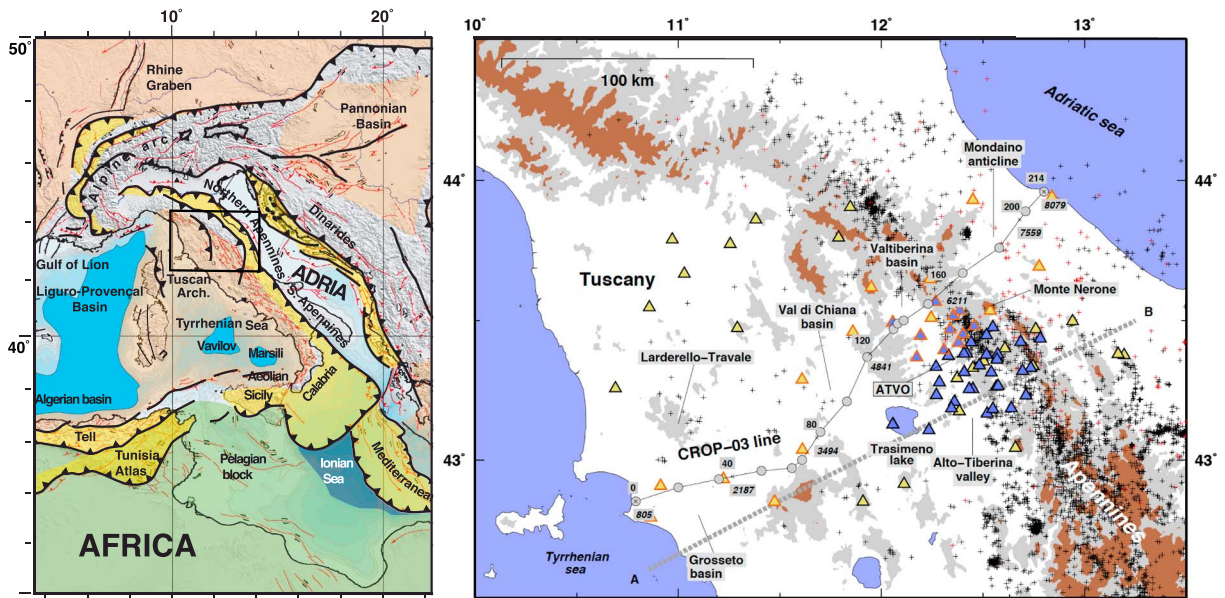 10°
20°
50°
40°
Rhine
Graben
Pannonian
Basin
Alpine arc
Northern Apennines
Dinarides
Gulf of Lion
Liguro-Provençal
Basin
Tuscan
Arch.
ADRIA
S. Apennines
Tyrrhenian Sea
Vavilov
Marsili
Aeolian
Sicily
Calabria
Algerian basin
Tell
Tunisia
Atlas
Pelagian
block
Ionian
Sea
Mediterranean
AFRICA
10°
11°
12°
13°
44°
43°
100 km
Adriatic sea
Mondaino
anticline
214
8079
200
7559
Valtiberina
basin
160
Tuscany
Monte Nerone
6211
Val di Chiana
basin
B
120
Larderello–Travale
4841
ATVO
80
CROP–03 line
3494
Trasimeno
lake
Alto–Tiberina
valley
40
0
2187
805
Apennines
Grosseto
basin
Tyrrhenian
sea
A